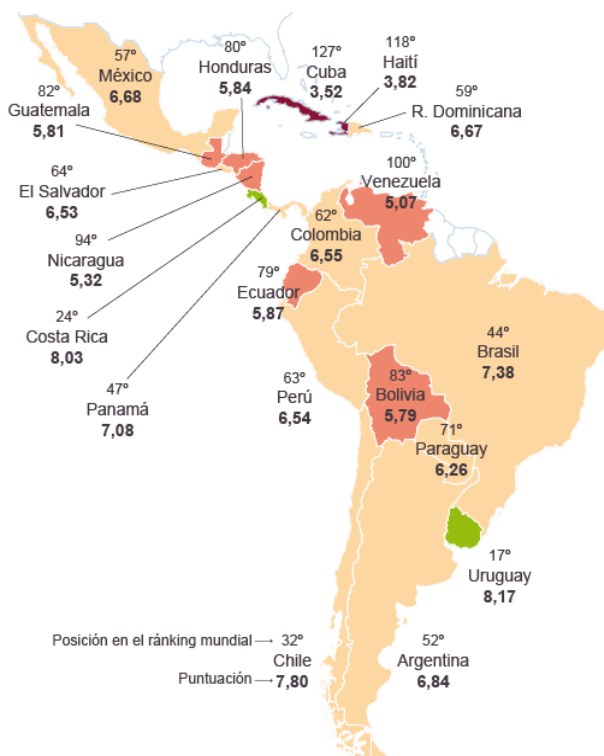 57º
México
6,68
80º
Honduras
5,84
127º
Cuba
3,52
118º
Haití
3,82
59º
R. Dominicana
6,67
82º
Guatemala
5,81
64º
El Salvador
6,53
94º
Nicaragua
5,32
24º
Costa Rica
8,03
47º
Panamá
7,08
100º
Venezuela
5,07
62º
Colombia
6,55
79º
Ecuador
5,87
63º
Perú
6,54
44º
Brasil
7,38
83º
Bolivia
5,79
71º
Paraguay
6,26
17º
Uruguay
8,17
Posición en el ránking mundial
32º
Chile
Puntuación
7,80
52º
Argentina
6,84